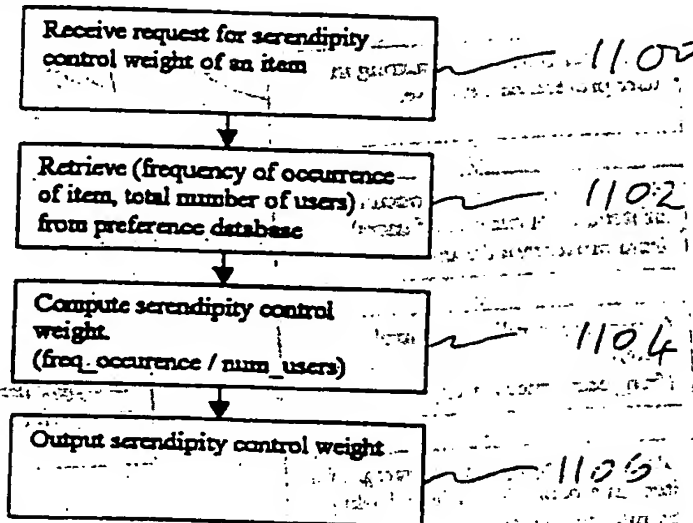 Receive request for serendipity
control weight of an item
1100
Retrieve (frequency of occurrence
of item, total number of users)
from preference database
1102
Compute serendipity control
weight.
(freq_occurence / num_users)
1104
Output serendipity control weight
1106